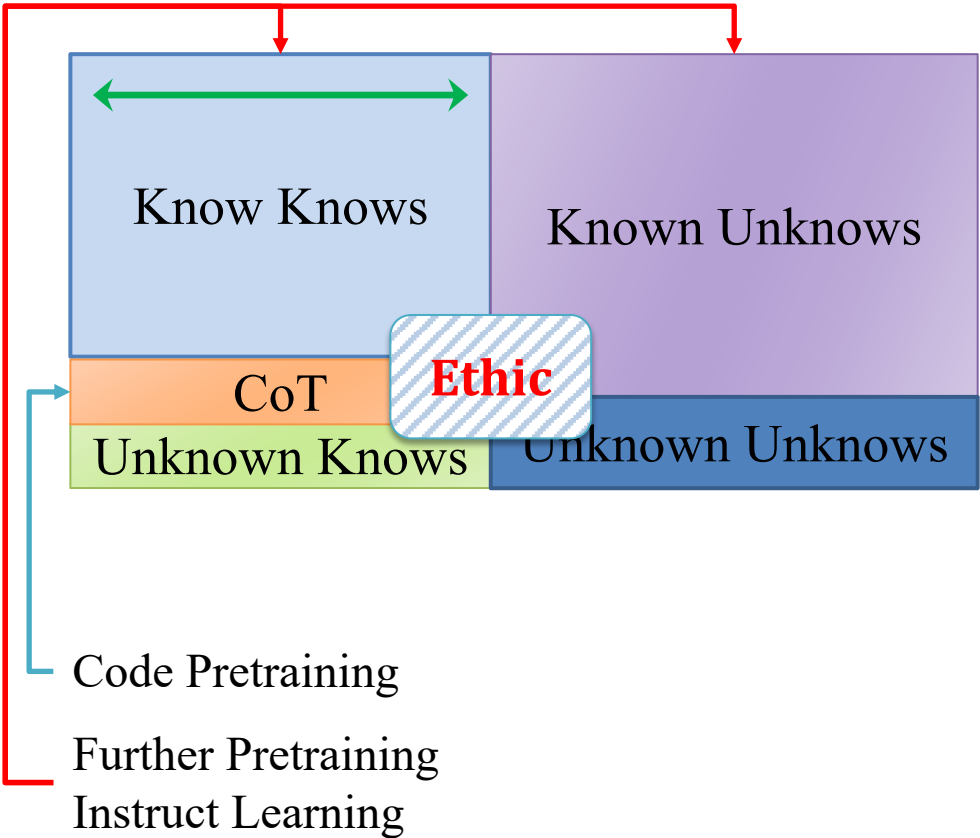 Know Knows
Known Unknows
Ethic
CoT
Unknown Knows
Unknown Unknows
Code Pretraining
Further Pretraining
Instruct Learning